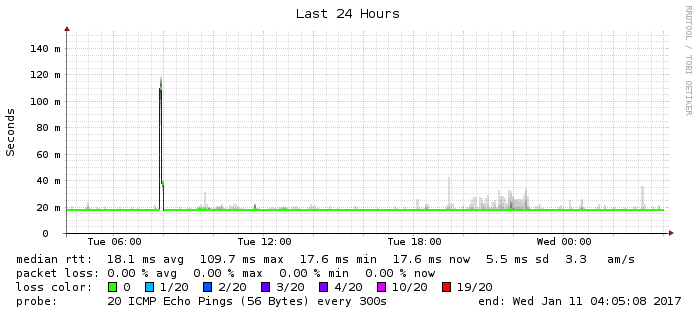 Last 24 Hours
RRDTOOL / TOBI OETIKER
Seconds
140 m
120 m
100 m
80 m
60 m
40 m
20 m
0
Tue 06:00 Tue 12:00 Tue 18:00 Wed 00:00
median rtt: 18.1 ms avg 109.7 ms max 17.6 ms min 17.6 ms now 5.5 ms sd 3.3 am/s
packet loss: 0.00 % avg 0.00 % max 0.00 % min 0.00 % now
loss color: 0 1/20 2/20 3/20 4/20 10/20 19/20
probe: 20 ICMP Echo Pings (56 Bytes) every 300s end: Wed Jan 11 04:05:08 2017